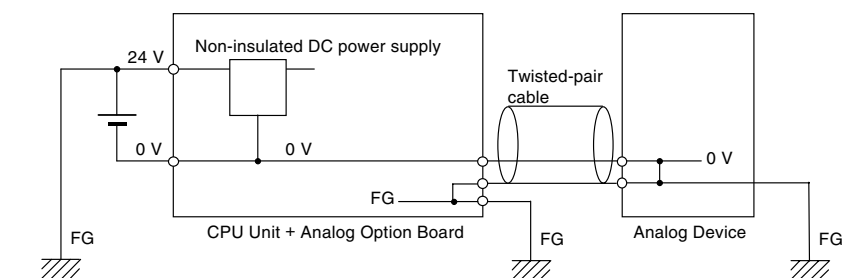 Non-insulated DC power supply
24 V
Twisted-pair
cable
0 V
0 V
0 V
FG
CPU Unit + Analog Option Board
Analog Device
FG
FG
FG